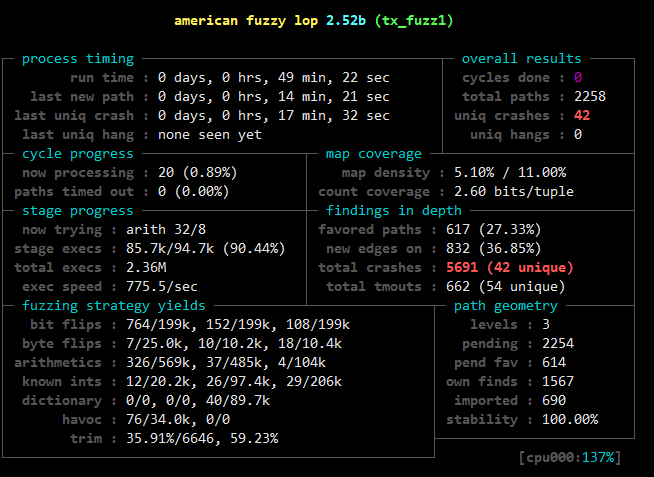 american fuzzy lop 2.52b (tx_fuzz1)
process timing
run time : 0 days, 0 hrs, 49 min, 22 sec
last new path : 0 days, 0 hrs, 14 min, 21 sec
last uniq crash : 0 days, 0 hrs, 17 min, 32 sec
last uniq hang : none seen yet
overall results
cycles done : 0
total paths : 2258
uniq crashes : 42
uniq hangs : 0
cycle progress
now processing : 20 (0.89%)
paths timed out : 0 (0.00%)
map coverage
map density : 5.10% / 11.00%
count coverage : 2.60 bits/tuple
stage progress
now trying : arith 32/8
stage execs : 85.7k/94.7k (90.44%)
total execs : 2.36M
exec speed : 775.5/sec
findings in depth
favored paths : 617 (27.33%)
new edges on : 832 (36.85%)
total crashes : 5691 (42 unique)
total tmouts : 662 (54 unique)
fuzzing strategy yields
bit flips : 764/199k, 152/199k, 108/199k
byte flips : 7/25.0k, 10/10.2k, 18/10.4k
arithmetics : 326/569k, 37/485k, 4/104k
known ints : 12/20.2k, 26/97.4k, 29/206k
dictionary : 0/0, 0/0, 40/89.7k
havoc : 76/34.0k, 0/0
trim : 35.91%/6646, 59.23%
path geometry
levels : 3
pending : 2254
pend fav : 614
own finds : 1567
imported : 690
stability : 100.00%
[cpu000:137%]